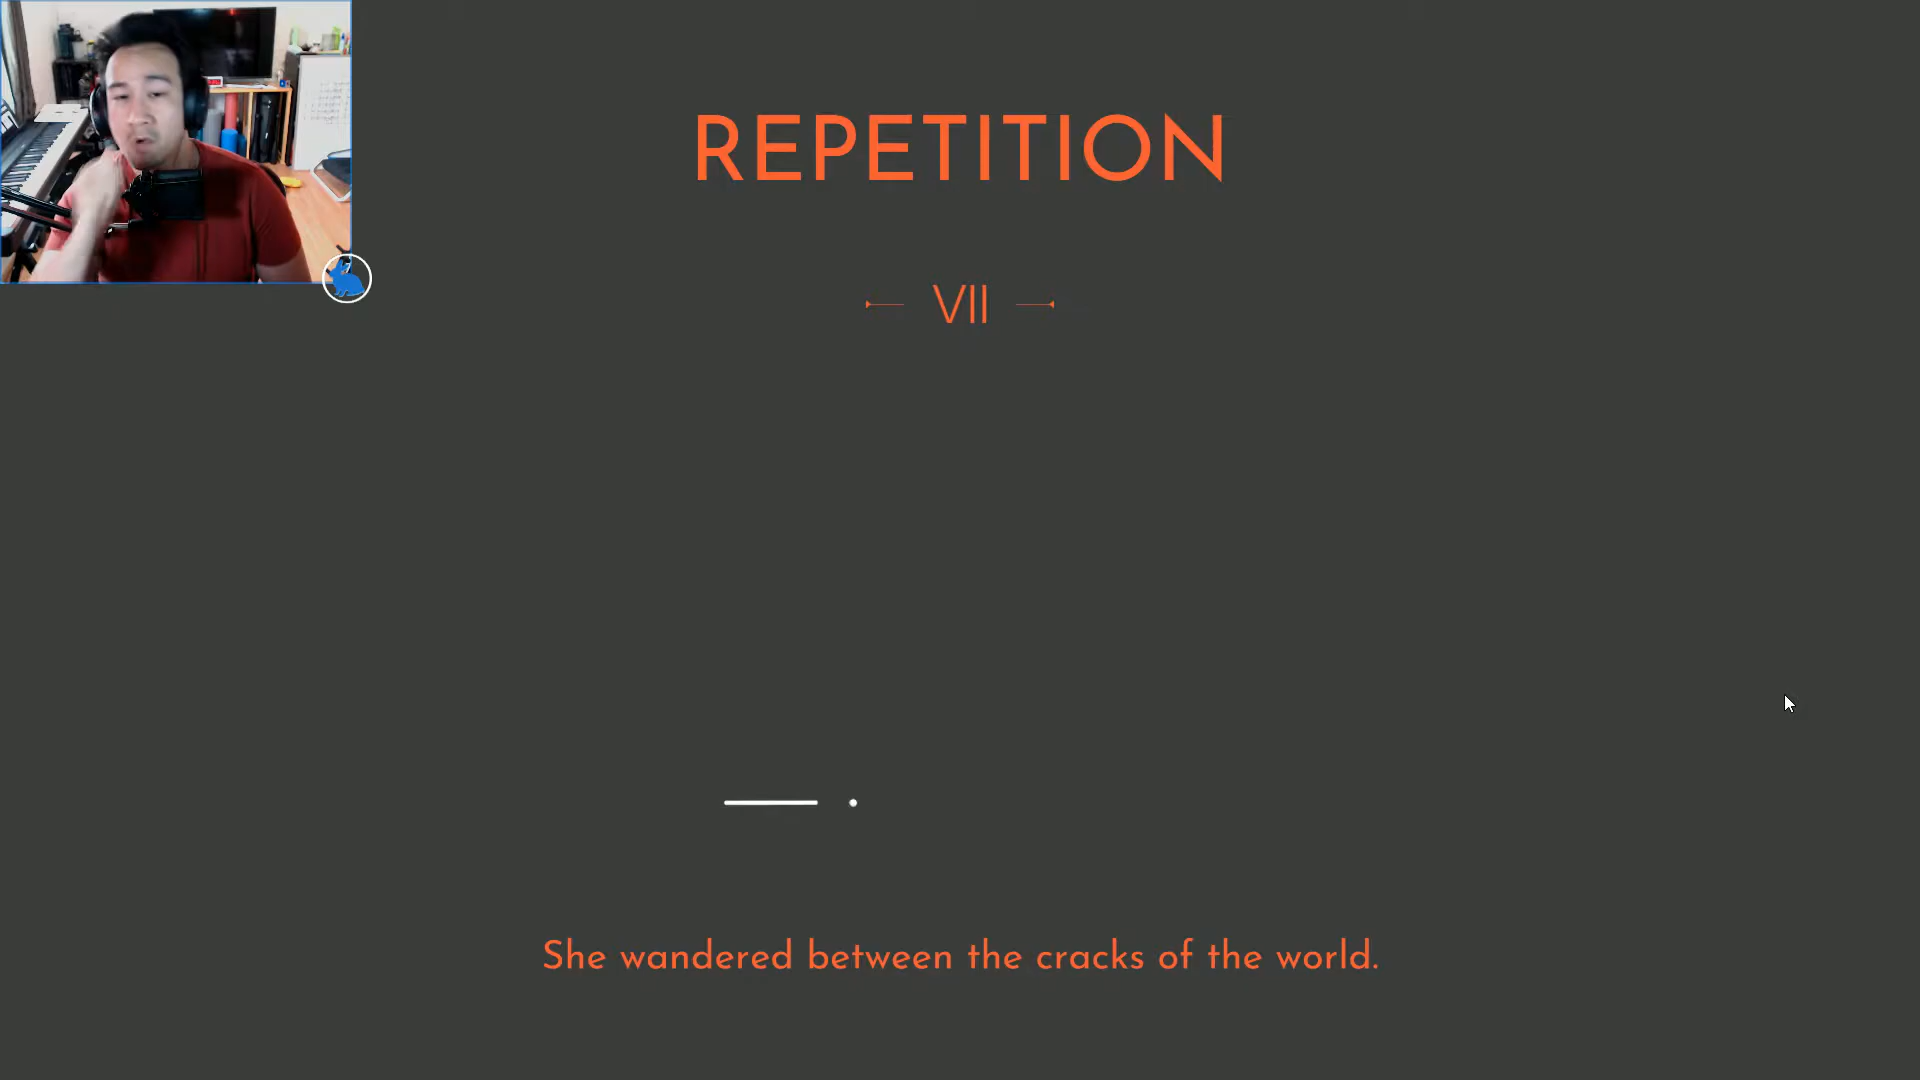 REPETITION
VII
She wandered between the cracks of the world.